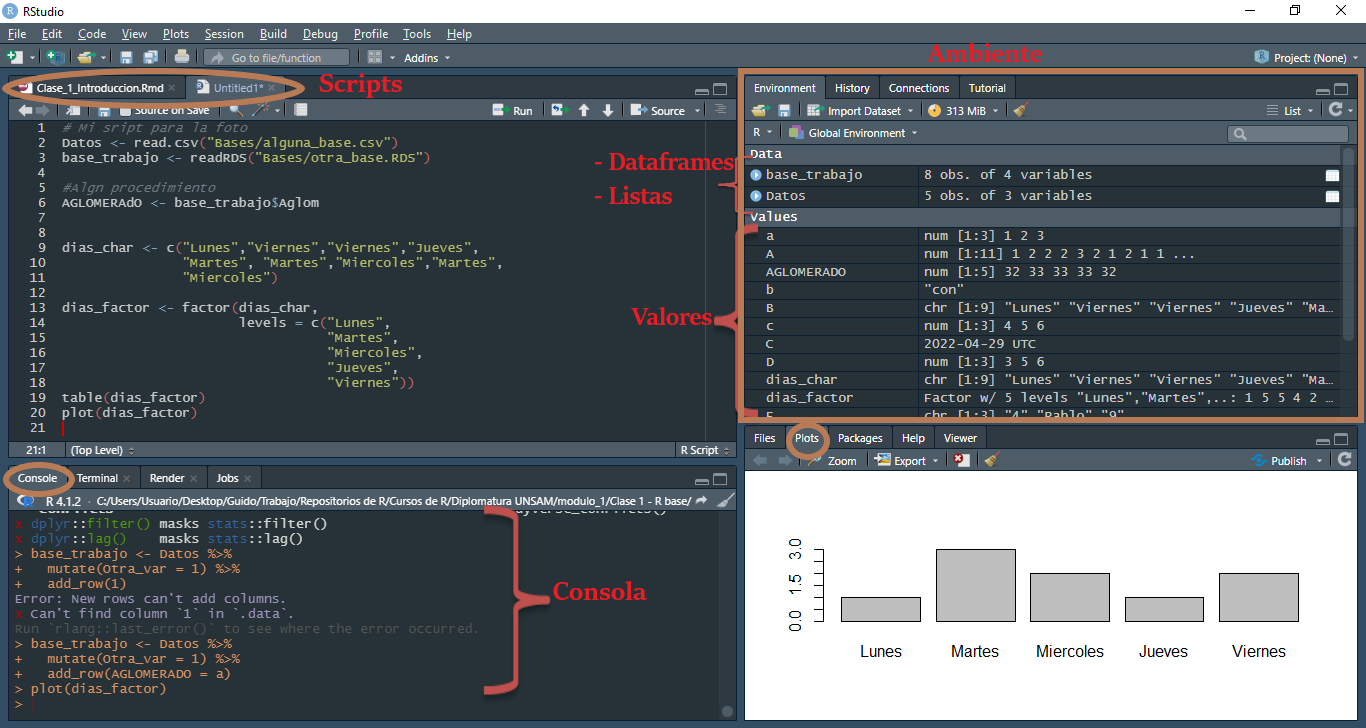 RStudio
File Edit Code View Plots Session Build Debug Profile Tools Help
Go to file/function Addins
Project: (None)
Ambiente
Scripts
Clase_1_Introduccion.Rmd Untitled1*
Source on Save Run Source
1 # Mi sript para la foto
2 Datos <- read.csv("Bases/alguna_base.csv")
3 base_trabajo <- readRDS("Bases/otra_base.RDS")
4
5 #Algn procedimiento
6 AGLOMERAdO <- base_trabajo$Aglom
7
8
9 dias_char <- c("Lunes","Viernes","Viernes","Jueves",
10 "Martes", "Martes","Miercoles","Martes",
11 "Miercoles")
12
13 dias_factor <- factor(dias_char,
14 levels = c("Lunes",
15 "Martes",
16 "Miercoles",
17 "Jueves",
18 "Viernes"))
19 table(dias_factor)
20 plot(dias_factor)
21
21:1 (Top Level) R Script
- Dataframes
- Listas
Valores
Environment History Connections Tutorial
Import Dataset 313 MiB List
R Global Environment
Data
base_trabajo 8 obs. of 4 variables
Datos 5 obs. of 3 variables
Values
a num [1:3] 1 2 3
A num [1:11] 1 2 2 2 3 2 1 2 1 1 ...
AGLOMERADO num [1:5] 32 33 33 33 32
b "con"
B chr [1:9] "Lunes" "Viernes" "Viernes" "Jueves" "Ma…
c num [1:3] 4 5 6
C 2022-04-29 UTC
D num [1:3] 3 5 6
dias_char chr [1:9] "Lunes" "Viernes" "Viernes" "Jueves" "Ma…
dias_factor Factor w/ 5 levels "Lunes","Martes",..: 1 5 5 4 2 …
chr [1:3] "4" "Pablo" "9"
Console Terminal Render Jobs
R 4.1.2 · C:/Users/Usuario/Desktop/Guido/Trabajo/Repositorios de R/Cursos de R/Diplomatura UNSAM/modulo_1/Clase 1 - R base/
x dplyr::filter() masks stats::filter()
x dplyr::lag() masks stats::lag()
> base_trabajo <- Datos %>%
+ mutate(Otra_var = 1) %>%
+ add_row(1)
Error: New rows can't add columns.
x Can't find column `1` in `.data`.
Run `rlang::last_error()` to see where the error occurred.
> base_trabajo <- Datos %>%
+ mutate(Otra_var = 1) %>%
+ add_row(AGLOMERADO = a)
> plot(dias_factor)
>
Consola
Files Plots Packages Help Viewer
Zoom Export Publish
3.0
1.5
0.0
Lunes Martes Miercoles Jueves Viernes